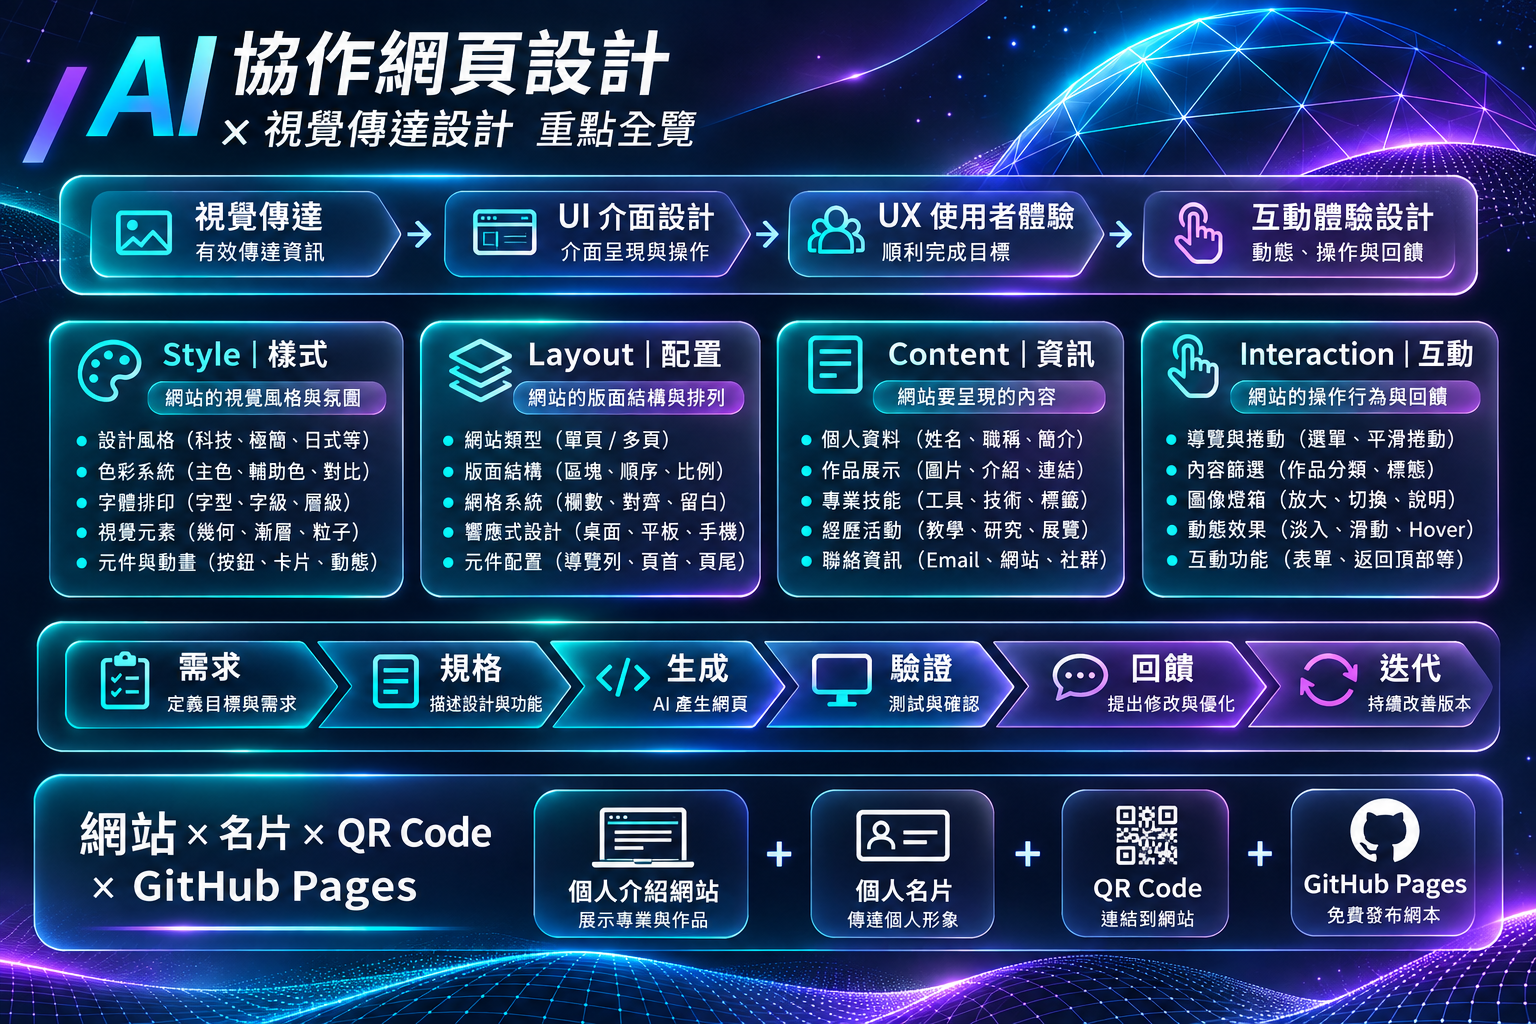 AI 協作網頁設計
× 視覺傳達設計 重點全覽
視覺傳達
有效傳達資訊
UI 介面設計
介面呈現與操作
UX 使用者體驗
順利完成目標
互動體驗設計
動態、操作與回饋
Style | 樣式
網站的視覺風格與氛圍
設計風格（科技、極簡、日式等）
色彩系統（主色、輔助色、對比）
字體排印（字型、字級、層級）
視覺元素（幾何、漸層、粒子）
元件與動畫（按鈕、卡片、動態）
Layout | 配置
網站的版面結構與排列
網站類型（單頁 / 多頁）
版面結構（區塊、順序、比例）
網格系統（欄數、對齊、留白）
響應式設計（桌面、平板、手機）
元件配置（導覽列、頁首、頁尾）
Content | 資訊
網站要呈現的內容
個人資料（姓名、職稱、簡介）
作品展示（圖片、介紹、連結）
專業技能（工具、技術、標籤）
經歷活動（教學、研究、展覽）
聯絡資訊（Email、網站、社群）
Interaction | 互動
網站的操作行為與回饋
導覽與捲動（選單、平滑捲動）
內容篩選（作品分類、標態）
圖像燈箱（放大、切換、說明）
動態效果（淡入、滑動、Hover）
互動功能（表單、返回頂部等）
需求
定義目標與需求
規格
描述設計與功能
</> 生成
AI 產生網頁
驗證
測試與確認
回饋
提出修改與優化
迭代
持續改善版本
網站 × 名片 × QR Code
× GitHub Pages
個人介紹網站
展示專業與作品
+
個人名片
傳達個人形象
+
QR Code
連結到網站
+
GitHub Pages
免費發布網本